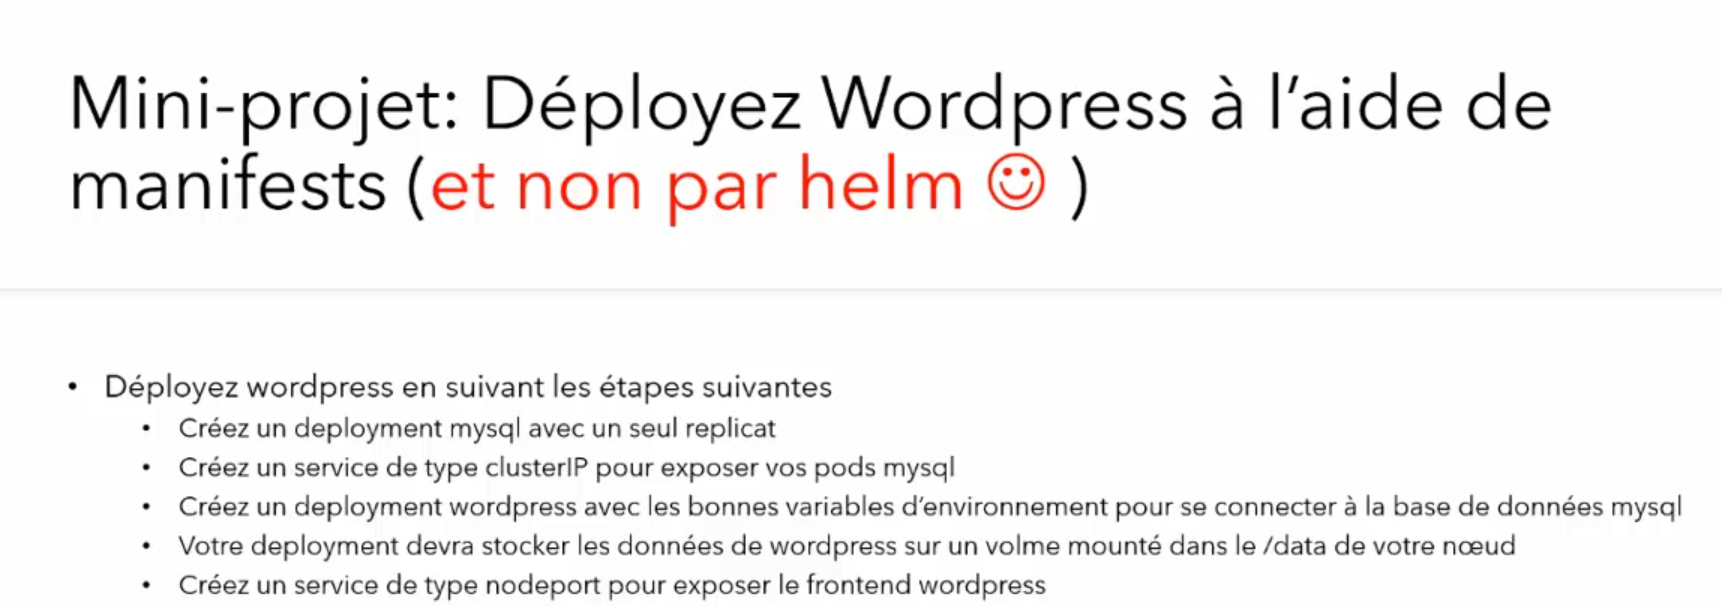 Mini-projet: Déployez Wordpress à l’aide de
manifests (et non par helm ☺ )
• Déployez wordpress en suivant les étapes suivantes
• Créez un deployment mysql avec un seul replicat
• Créez un service de type clusterIP pour exposer vos pods mysql
• Créez un deployment wordpress avec les bonnes variables d’environnement pour se connecter à la base de données mysql
• Votre deployment devra stocker les données de wordpress sur un volme mounté dans le /data de votre nœud
• Créez un service de type nodeport pour exposer le frontend wordpress